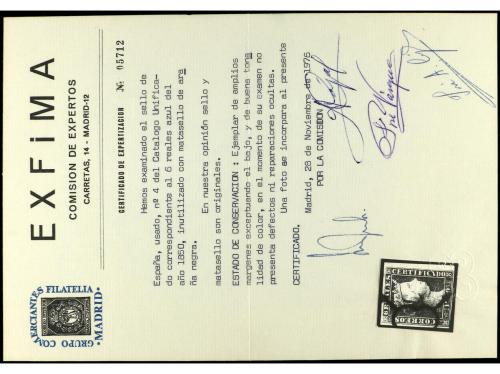 EXFiMA
COMISION DE EXPERTOS
CARRETAS, 14 - MADRID-12
CERTIFICADO DE EXPERTIZACION
№ 05712
Hemos examinado el sello de
España, usado, nº 4 del Catalogo Unifica-
do correspondiente al 6 reales azul del
año 1850, inutilizado con matasello de ara
ña negra.
En nuestra opinión sello y
matasello son originales.
ESTADO DE CONSERVACION : Ejemplar de amplios
margenes exceptuando el bajo, y de buena tona
lidad de color, en el momento de su examen no
presenta defectos ni reparaciones ocultas.
Una foto se incorpora al presente
CERTIFICADO.
Madrid, 28 de Noviembre de 1975
POR LA COMISION
GRUPO COMERCIANTES FILATELIA
·MADRID·
CERTIFICADO
CORREOS